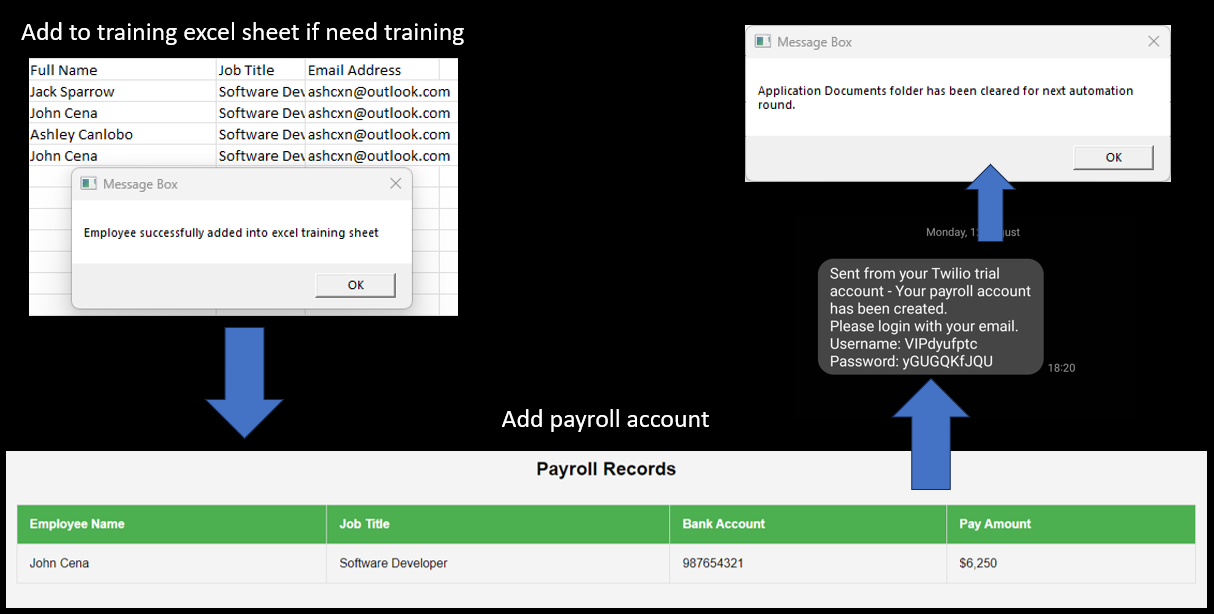 Add to training excel sheet if need training
Full Name Job Title Email Address
Jack Sparrow Software Dev ashcxn@outlook.com
John Cena Software Dev ashcxn@outlook.com
Ashley Canlobo Software Dev ashcxn@outlook.com
John Cena Software Dev ashcxn@outlook.com
Message Box
Employee successfully added into excel training sheet
OK
Message Box
Application Documents folder has been cleared for next automation
round.
OK
Monday,
Sent from your Twilio trial
account - Your payroll account
has been created.
Please login with your email.
Username: VIPdyufptc
Password: yGUGQKfJQU
18:20
Add payroll account
Payroll Records
Employee Name Job Title Bank Account Pay Amount
John Cena Software Developer 987654321 $6,250